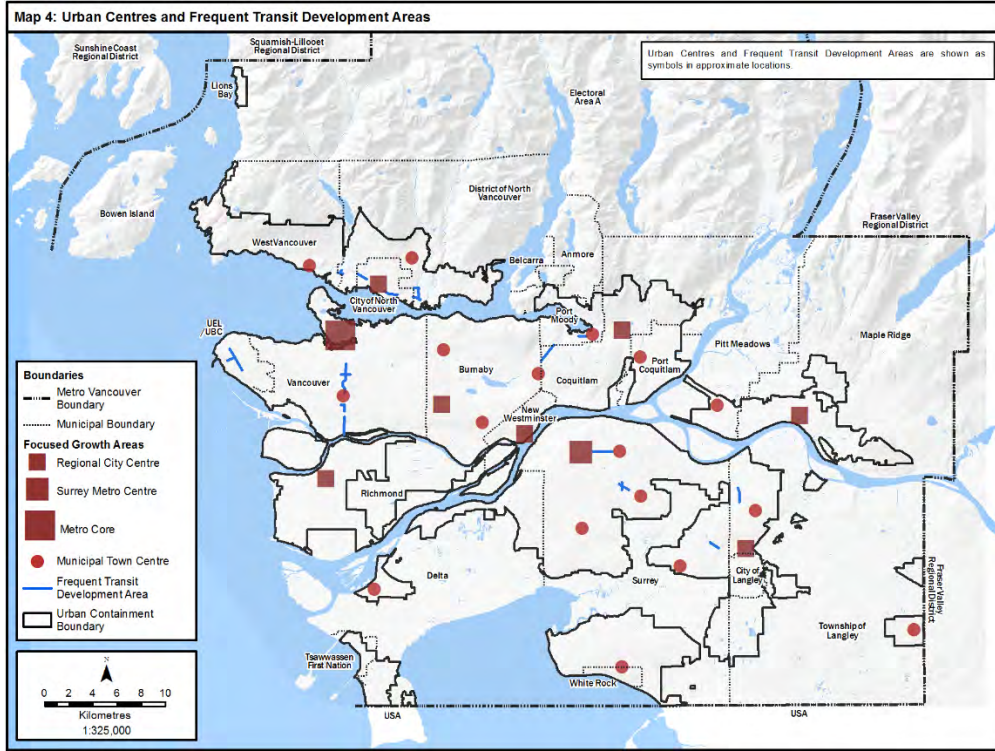 Map 4: Urban Centres and Frequent Transit Development Areas
Urban Centres and Frequent Transit Development Areas are shown as
symbols in approximate locations.
Sunshine Coast
Regional District
Squamish-Lillooet
Regional District
Lions
Bay
Electoral
Area A
Bowen Island
District of North
Vancouver
Fraser Valley
Regional District
West Vancouver
Belcarra
Anmore
City of North
Vancouver
Port
Moody
UEL
/UBC
Maple Ridge
Pitt Meadows
Vancouver
Burnaby
Coquitlam
Port
Coquitlam
New
Westminster
Richmond
Delta
Surrey
City of
Langley
Fraser Valley
Regional District
Township of
Langley
Tsawwassen
First Nation
White Rock
USA
USA
Boundaries
Metro Vancouver
Boundary
Municipal Boundary
Focused Growth Areas
Regional City Centre
Surrey Metro Centre
Metro Core
Municipal Town Centre
Frequent Transit
Development Area
Urban Containment
Boundary
N
0 2 4 6 8 10
Kilometres
1:325,000